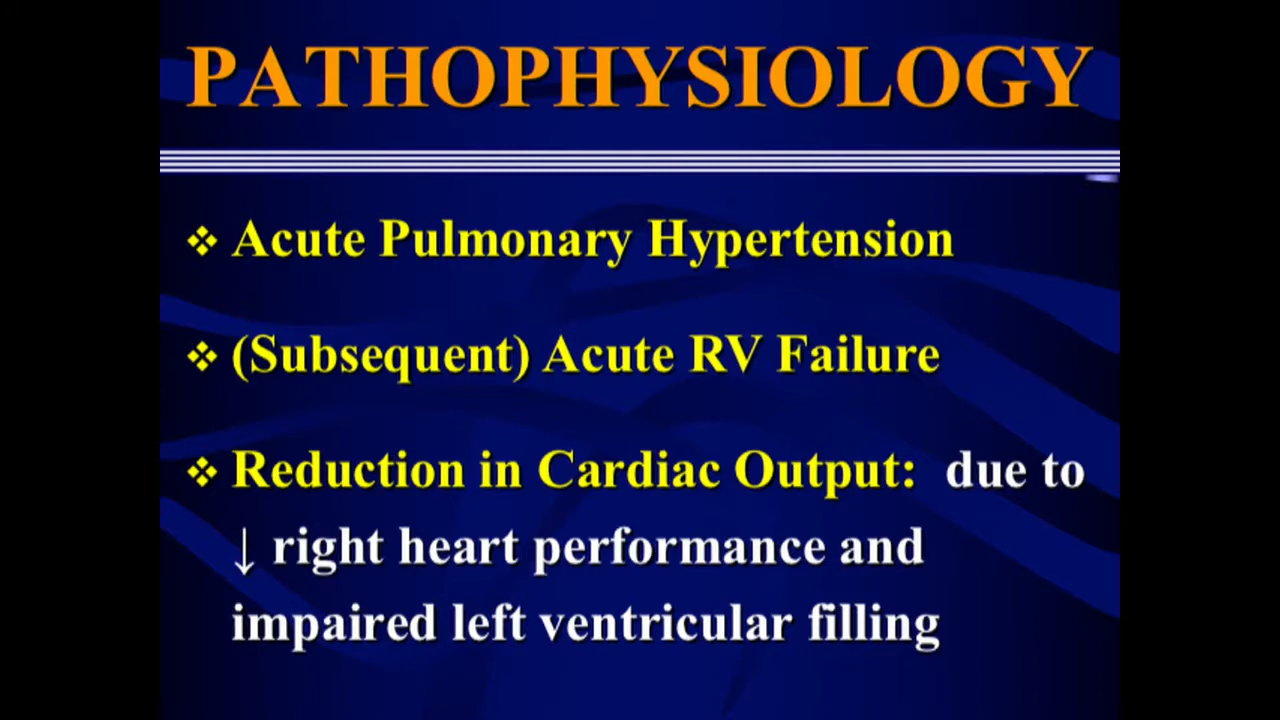 PATHOPHYSIOLOGY
❖ Acute Pulmonary Hypertension
❖ (Subsequent) Acute RV Failure
❖ Reduction in Cardiac Output: due to
↓ right heart performance and
impaired left ventricular filling